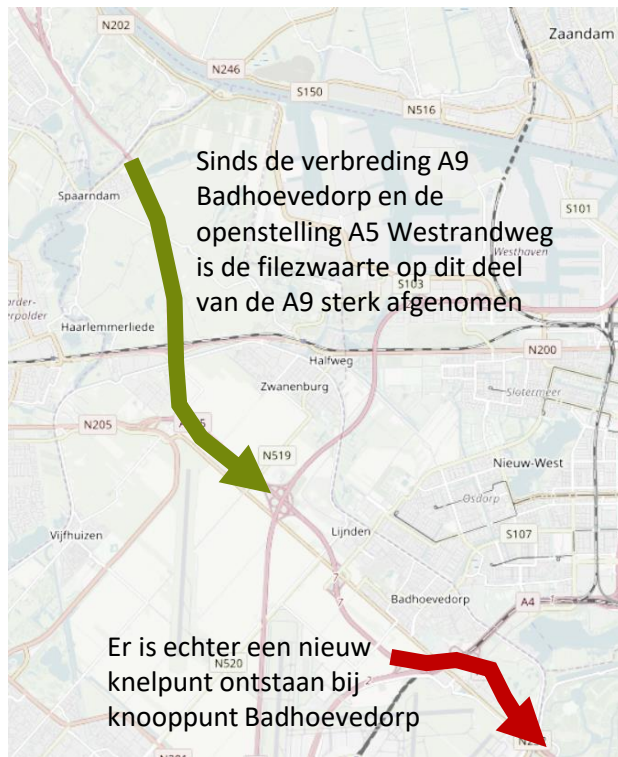 N202
Zaandam
N246
S150
N516
Sinds de verbreding A9
Badhoevedorp en de
openstelling A5 Westrandweg
is de filezwaarte op dit deel
van de A9 sterk afgenomen
Spaarndam
S101
Westhaven
S103
erpolder
Haarlemmerliede
N200
Halfweg
Zwanenburg
Slotermeer
N205
N519
Nieuw-West
Osdorp
Vijfhuizen
Lijnden
S107
Badhoevedorp
A4
Er is echter een nieuw
knelpunt ontstaan bij
knooppunt Badhoevedorp
N520
2